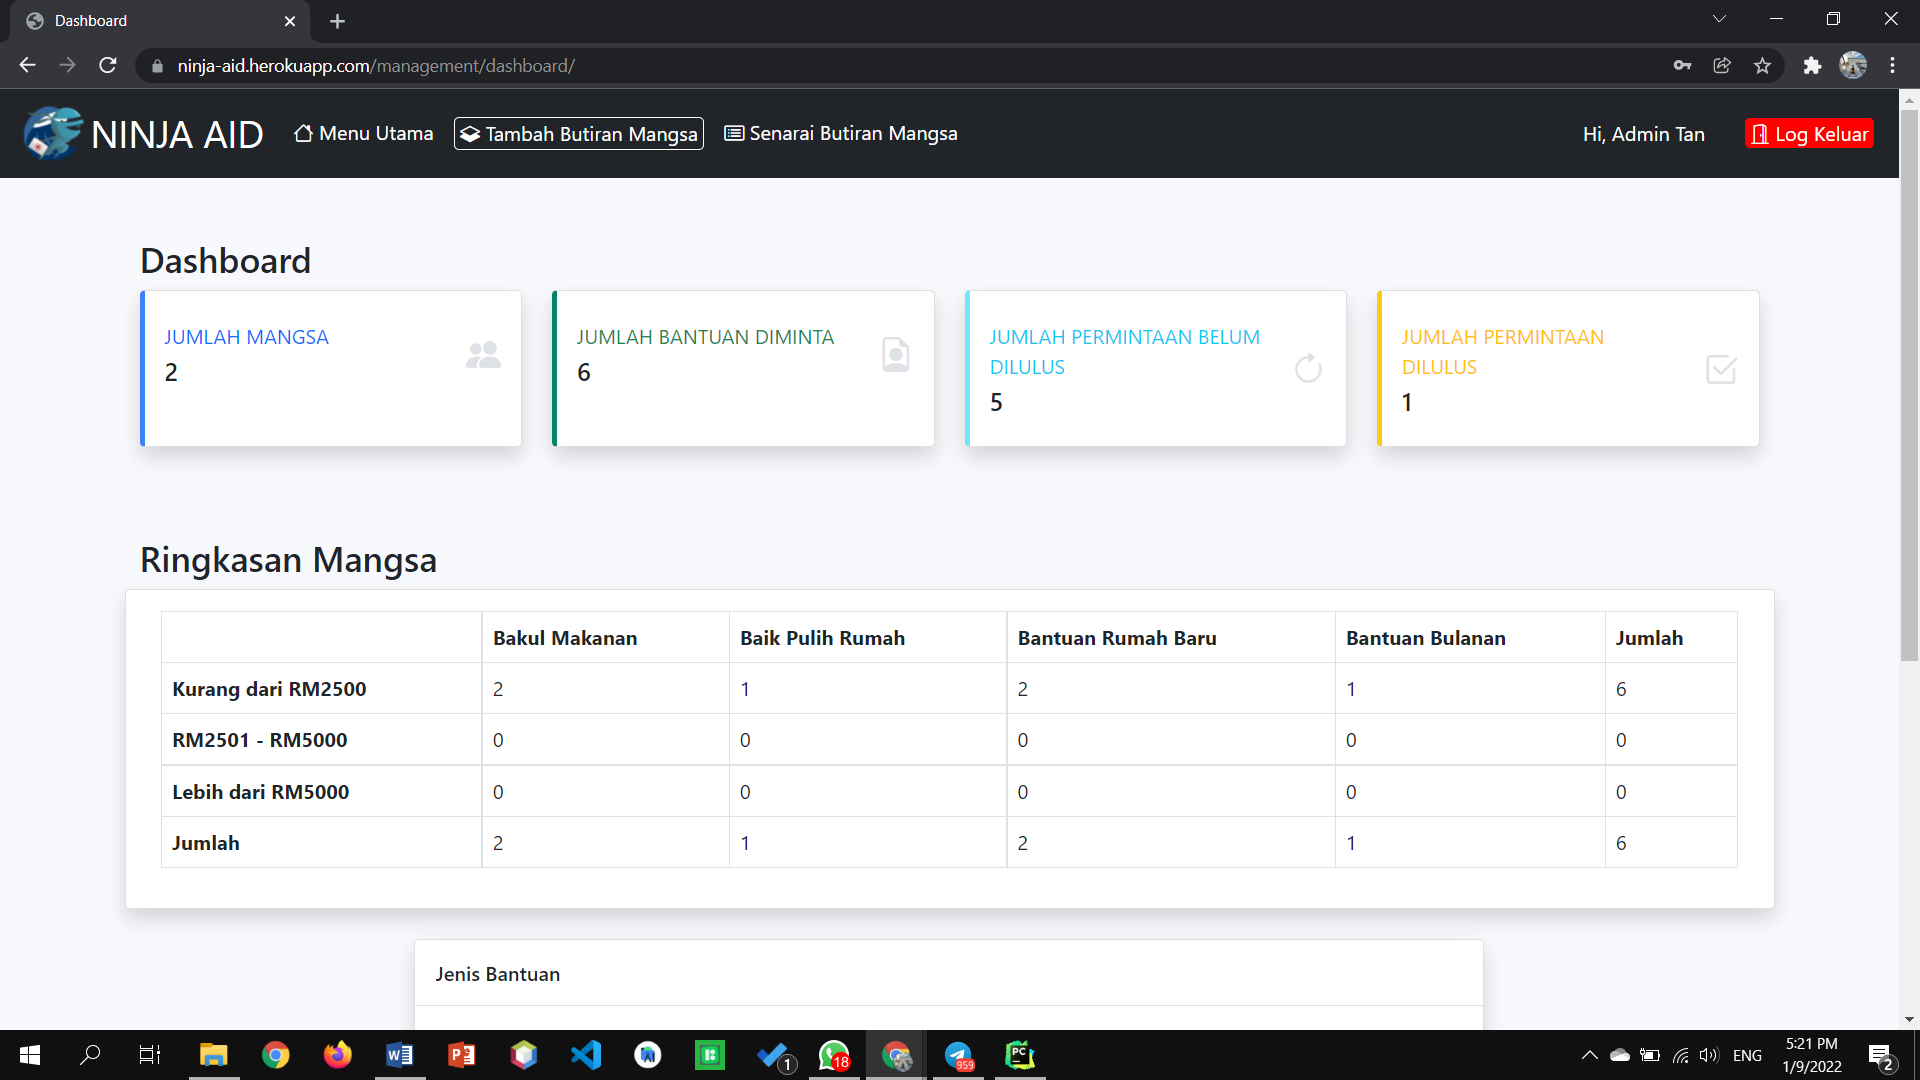 Dashboard
ninja-aid.herokuapp.com/management/dashboard/
NINJA AID Menu Utama Tambah Butiran Mangsa Senarai Butiran Mangsa Hi, Admin Tan Log Keluar
Dashboard
JUMLAH MANGSA
2
JUMLAH BANTUAN DIMINTA
6
JUMLAH PERMINTAAN BELUM
DILULUS
5
JUMLAH PERMINTAAN
DILULUS
1
Ringkasan Mangsa
Bakul Makanan Baik Pulih Rumah Bantuan Rumah Baru Bantuan Bulanan Jumlah
Kurang dari RM2500 2 1 2 1 6
RM2501 - RM5000 0 0 0 0 0
Lebih dari RM5000 0 0 0 0 0
Jumlah 2 1 2 1 6
Jenis Bantuan
1 18 959 PC ENG
5:21 PM
1/9/2022
2